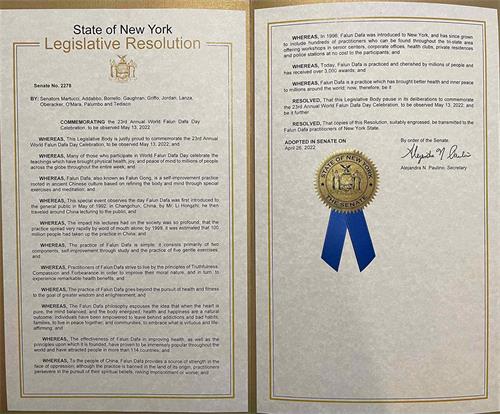 State of New York
Legislative Resolution
Senate No. 2278
BY: Senators Martucci, Addabbo, Borrello, Gaughran, Griffo, Jordan, Lanza,
Oberacker, O'Mara, Palumbo and Tedisco
COMMEMORATING the 23rd Annual World Falun Dafa Day
Celebration, to be observed May 13, 2022
WHEREAS, This Legislative Body is justly proud to commemorate the 23rd Annual
World Falun Dafa Day Celebration, to be observed May 13, 2022; and
WHEREAS, Many of those who participate in World Falun Dafa Day celebrate the
teachings which have brought physical health, joy, and peace of mind to millions of people
across the globe throughout the entire week; and
WHEREAS, Falun Dafa, also known as Falun Gong, is a self-improvement practice
rooted in ancient Chinese culture based on refining the body and mind through special
exercises and meditation; and
WHEREAS, This special event observes the day Falun Dafa was first introduced to
the general public in May of 1992 in Changchun, China, by Mr. Li Hongzhi; he then
traveled around China lecturing to the public; and
WHEREAS, The impact his lectures had on the society was so profound, that the
practice spread very rapidly by word of mouth alone; by 1999, it was estimated that 100
million people had taken up the practice in China; and
WHEREAS, The practice of Falun Dafa is simple; it consists primarily of two
components, self improvement through study and the practice of five gentle exercises;
and
WHEREAS, Practitioners of Falun Dafa strive to live by the principles of Truthfulness,
Compassion and Forbearance in order to improve their moral nature, and in turn, to
experience remarkable health benefits; and
WHEREAS, The practice of Falun Dafa goes beyond the pursuit of health and fitness
to the goal of greater wisdom and enlightenment; and
WHEREAS, The Falun Dafa philosophy espouses the idea that when the heart is
pure, the mind balanced, and the body energized, health and happiness are a natural
outcome; individuals have been empowered to leave behind addictions and bad habits;
families, to live in peace together; and communities, to embrace what is virtuous and life-
affirming; and
WHEREAS, The effectiveness of Falun Dafa in improving health, as well as the
principles upon which it is founded, have proven to be immensely popular throughout the
world and have attracted people in more than 114 countries; and
WHEREAS, To the people of China, Falun Dafa provides a source of strength in the
face of oppression; although the practice is banned in the land of its origin, practitioners
persevere in the pursuit of spiritual beliefs, risking imprisonment or worse; and
WHEREAS, In 1996, Falun Dafa was introduced to New York, and has since grown
to include hundreds of practitioners who can be found throughout the tri-state area
offering workshops in senior centers, corporate offices, health clubs, private residences
and police stations at no cost to the participants; and
WHEREAS, Today, Falun Dafa is practiced and cherished by millions of people and
has received over 3,000 awards; and
WHEREAS, Falun Dafa is a practice which has brought better health and inner peace
to millions around the world; now, therefore, be it
RESOLVED, That this Legislative Body pause in its deliberations to commemorate
the 23rd Annual World Falun Dafa Day Celebration, to be observed May 13, 2022; and
be it further
RESOLVED, That copies of this Resolution, suitably engrossed, be transmitted to the
Falun Dafa practitioners of New York State.
ADOPTED IN SENATE ON
April 26, 2022
By order of the Senate,
Alejandra N. Paulino
Alejandra N. Paulino, Secretary
STATE OF NEW YORK
THE SENATE